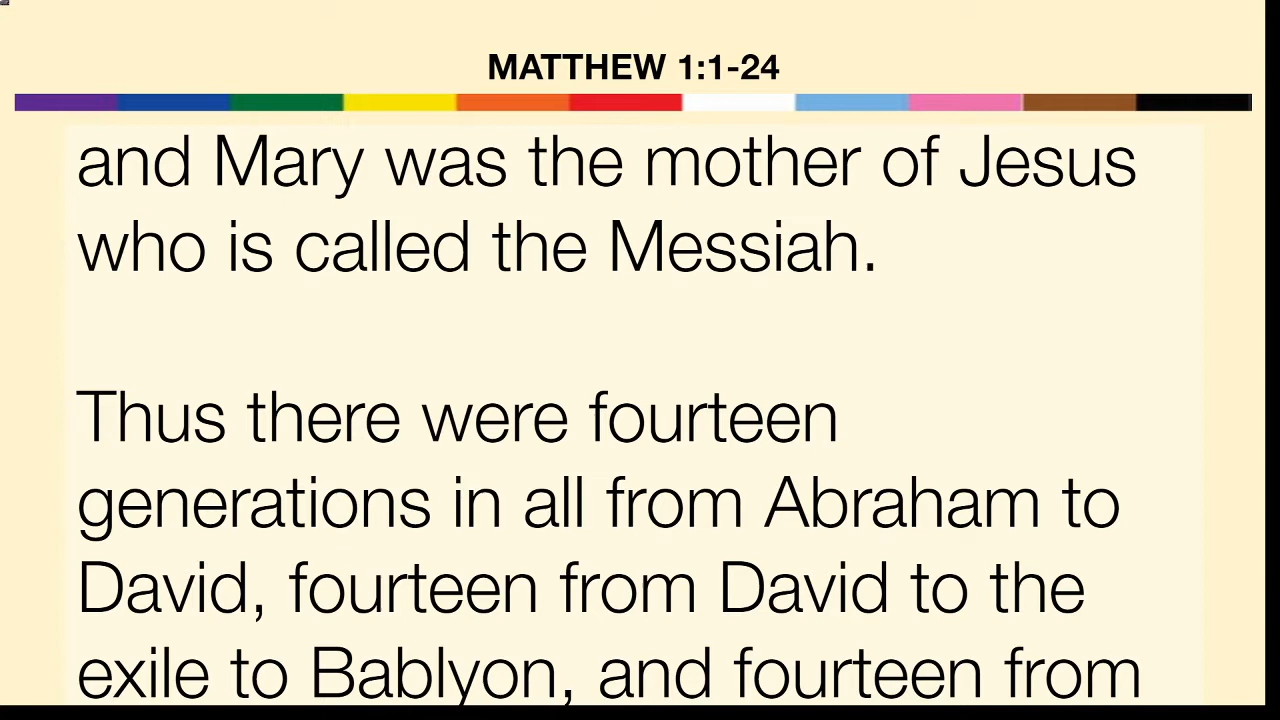 MATTHEW 1:1-24
and Mary was the mother of Jesus
who is called the Messiah.
Thus there were fourteen
generations in all from Abraham to
David, fourteen from David to the
exile to Bablyon, and fourteen from